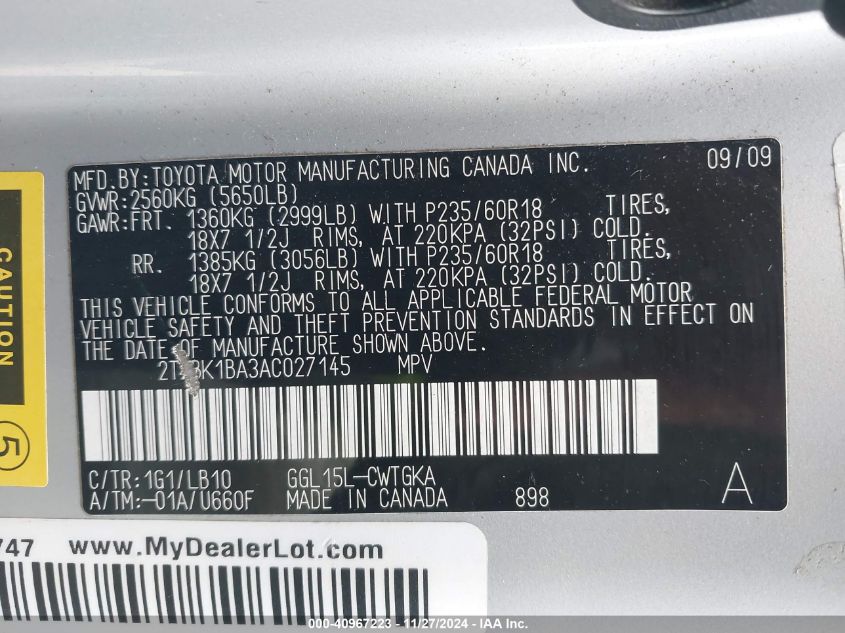 MFD.BY:TOYOTA MOTOR MANUFACTURING CANADA INC. 09/09
GVWR:2560KG (5650LB)
GAWR:FRT. 1360KG (2999LB) WITH P235/60R18 TIRES,
18X7 1/2J RIMS, AT 220KPA (32PSI) COLD.
RR. 1385KG (3056LB) WITH P235/60R18 TIRES,
18X7 1/2J RIMS, AT 220KPA (32PSI) COLD.
THIS VEHICLE CONFORMS TO ALL APPLICABLE FEDERAL MOTOR
VEHICLE SAFETY AND THEFT PREVENTION STANDARDS IN EFFECT ON
THE DATE OF MANUFACTURE SHOWN ABOVE.
2T2BK1BA3AC027145 MPV
C/TR:1G1/LB10 GGL15L-CWTGKA
A/TM:-01A/U660F MADE IN CANADA 898 A
CAUTION
5
747 www.MyDealerLot.com
000-40967223 - 11/27/2024 - IAA Inc.